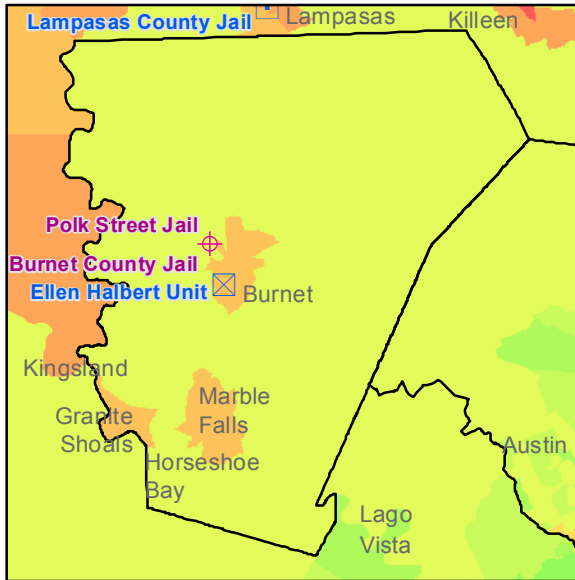 Lampasas County Jail
Lampasas
Killeen
Polk Street Jail
Burnet County Jail
Ellen Halbert Unit
Burnet
Kingsland
Granite
Shoals
Marble
Falls
Horseshoe
Bay
Austin
Lago
Vista